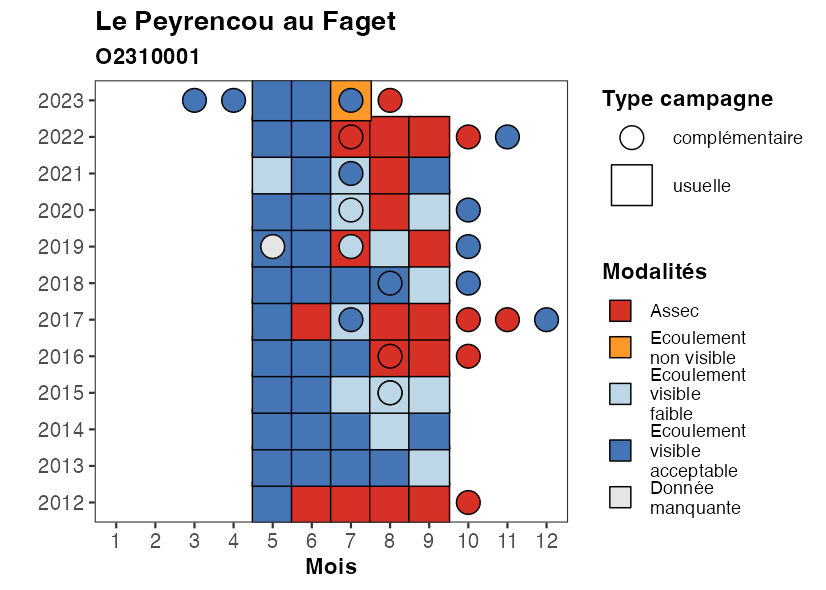 Le Peyrencou au Faget
O2310001
2023
2022
2021
2020
2019
2018
2017
2016
2015
2014
2013
2012
1 2 3 4 5 6 7 8 9 10 11 12
Mois
Type campagne
complémentaire
usuelle
Modalités
Assec
Ecoulement
non visible
Ecoulement
visible
faible
Ecoulement
visible
acceptable
Donnée
manquante